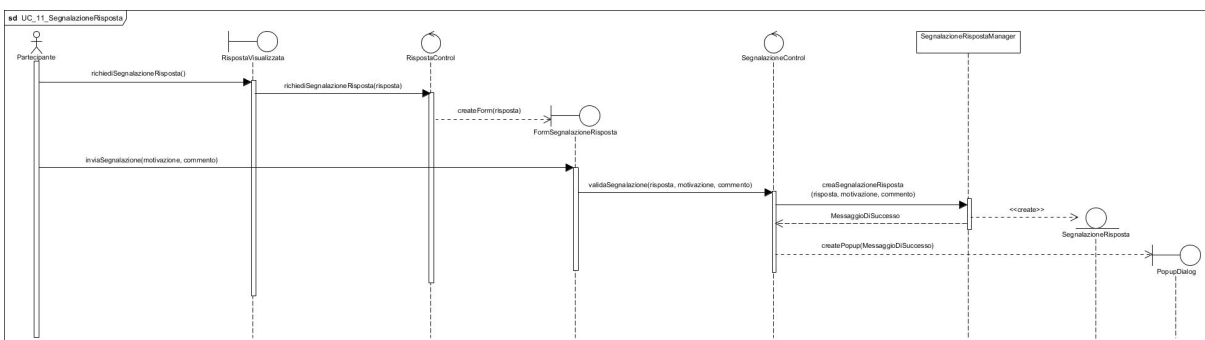 sd UC_11_SegnalazioneRisposta
Partecipante
RispostaVisualizzata
RispostaControl
SegnalazioneControl
SegnalazioneRispostaManager
richiediSegnalazioneRisposta()
richiediSegnalazioneRisposta(risposta)
createForm(risposta)
FormSegnalazioneRisposta
inviaSegnalazione(motivazione, commento)
validaSegnalazione(risposta, motivazione, commento)
creaSegnalazioneRisposta
(risposta, motivazione, commento)
MessaggioDiSuccesso
<<create>>
SegnalazioneRisposta
createPopup(MessaggioDiSuccesso)
PopupDialog